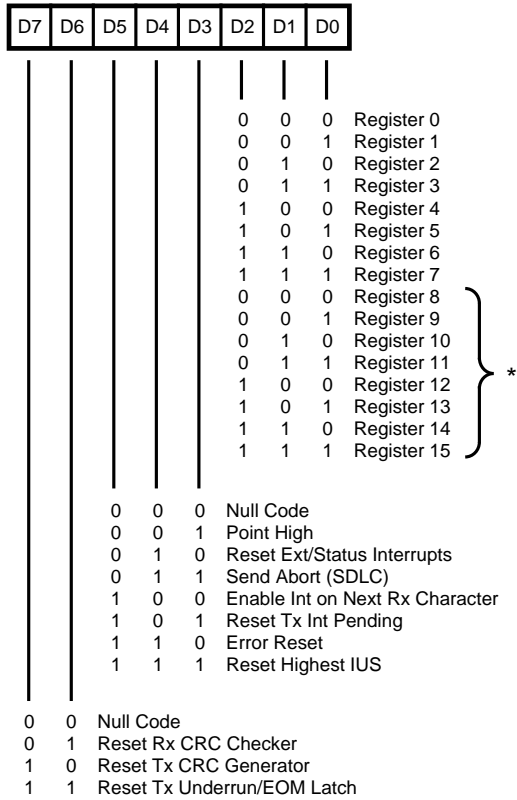 D7 D6 D5 D4 D3 D2 D1 D0
0 0 0 Register 0
0 0 1 Register 1
0 1 0 Register 2
0 1 1 Register 3
1 0 0 Register 4
1 0 1 Register 5
1 1 0 Register 6
1 1 1 Register 7
0 0 0 Register 8
0 0 1 Register 9
0 1 0 Register 10
0 1 1 Register 11
*
1 0 0 Register 12
1 0 1 Register 13
1 1 0 Register 14
1 1 1 Register 15
0 0 0 Null Code
0 0 1 Point High
0 1 0 Reset Ext/Status Interrupts
0 1 1 Send Abort (SDLC)
1 0 0 Enable Int on Next Rx Character
1 0 1 Reset Tx Int Pending
1 1 0 Error Reset
1 1 1 Reset Highest IUS
0 0 Null Code
0 1 Reset Rx CRC Checker
1 0 Reset Tx CRC Generator
1 1 Reset Tx Underrun/EOM Latch